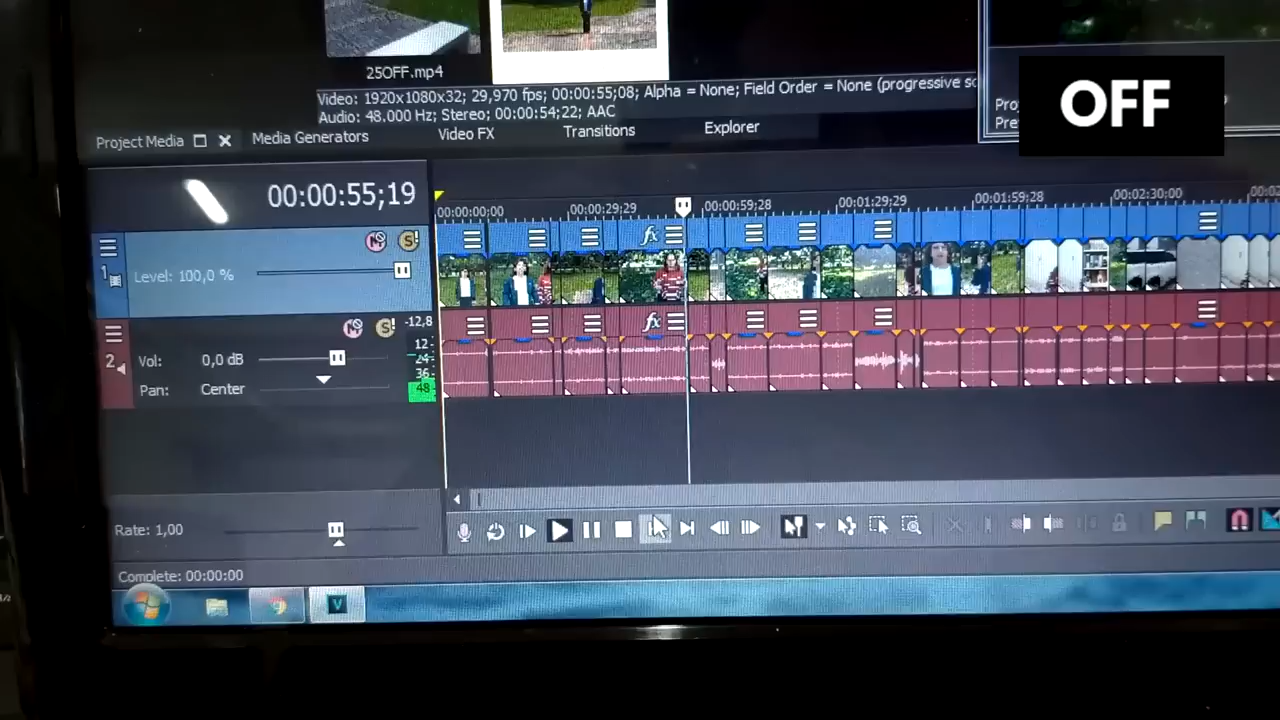 25OFF.mp4
Video: 1920x1080x32; 29,970 fps; 00:00:55;08; Alpha = None; Field Order = None (progressive
Audio: 48.000 Hz; Stereo; 00:00:54;22; AAC
OFF
Project Media
Media Generators
Video FX
Transitions
Explorer
00:00:55;19
00:00:00;00
00:00:29;29
00:00:59;28
00:01:29;29
00:01:59;28
00:02:30;00
1
Level: 100,0 %
fx
2
Vol: 0,0 dB
Pan: Center
-12,8
12
24
36
48
fx
Rate: 1,00
Complete: 00:00:00
V